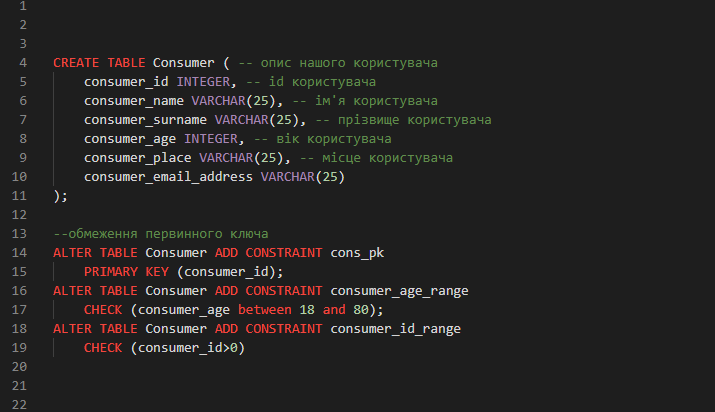 1
2
3
4 CREATE TABLE Consumer ( -- опис нашого користувача
5 consumer_id INTEGER, -- id користувача
6 consumer_name VARCHAR(25), -- ім'я користувача
7 consumer_surname VARCHAR(25), -- прізвище користувача
8 consumer_age INTEGER, -- вік користувача
9 consumer_place VARCHAR(25), -- місце користувача
10 consumer_email_address VARCHAR(25)
11 );
12
13 --обмеження первинного ключа
14 ALTER TABLE Consumer ADD CONSTRAINT cons_pk
15 PRIMARY KEY (consumer_id);
16 ALTER TABLE Consumer ADD CONSTRAINT consumer_age_range
17 CHECK (consumer_age between 18 and 80);
18 ALTER TABLE Consumer ADD CONSTRAINT consumer_id_range
19 CHECK (consumer_id>0)
20
21
22